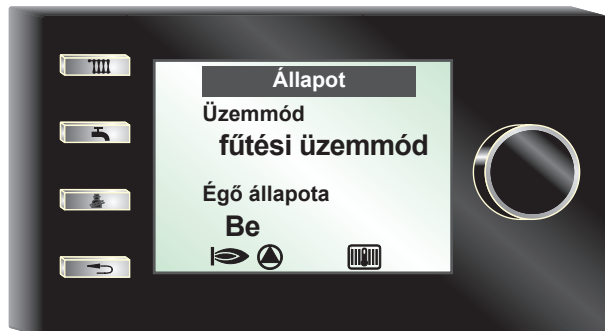 Állapot
Üzemmód
fűtési üzemmód
Égő állapota
Be